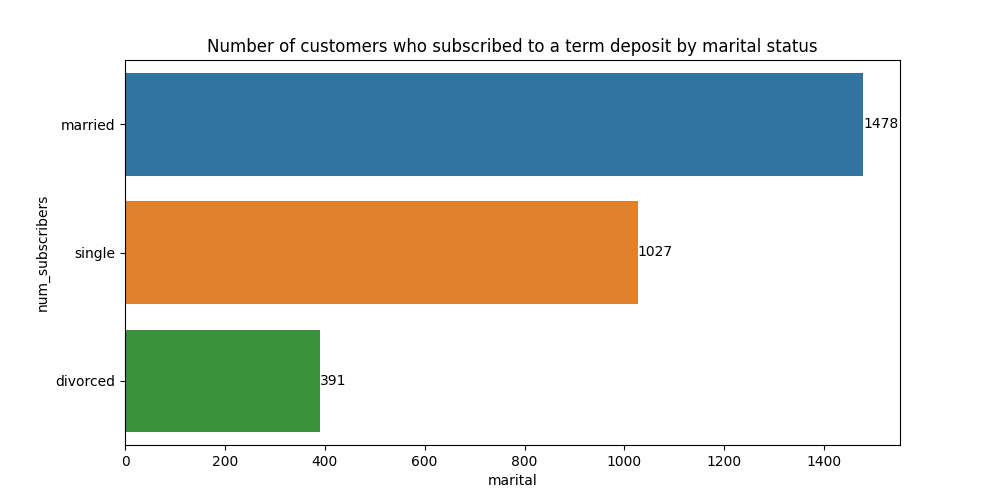 Number of customers who subscribed to a term deposit by marital status
married
1478
single
1027
divorced
391
num_subscribers
0 200 400 600 800 1000 1200 1400
marital